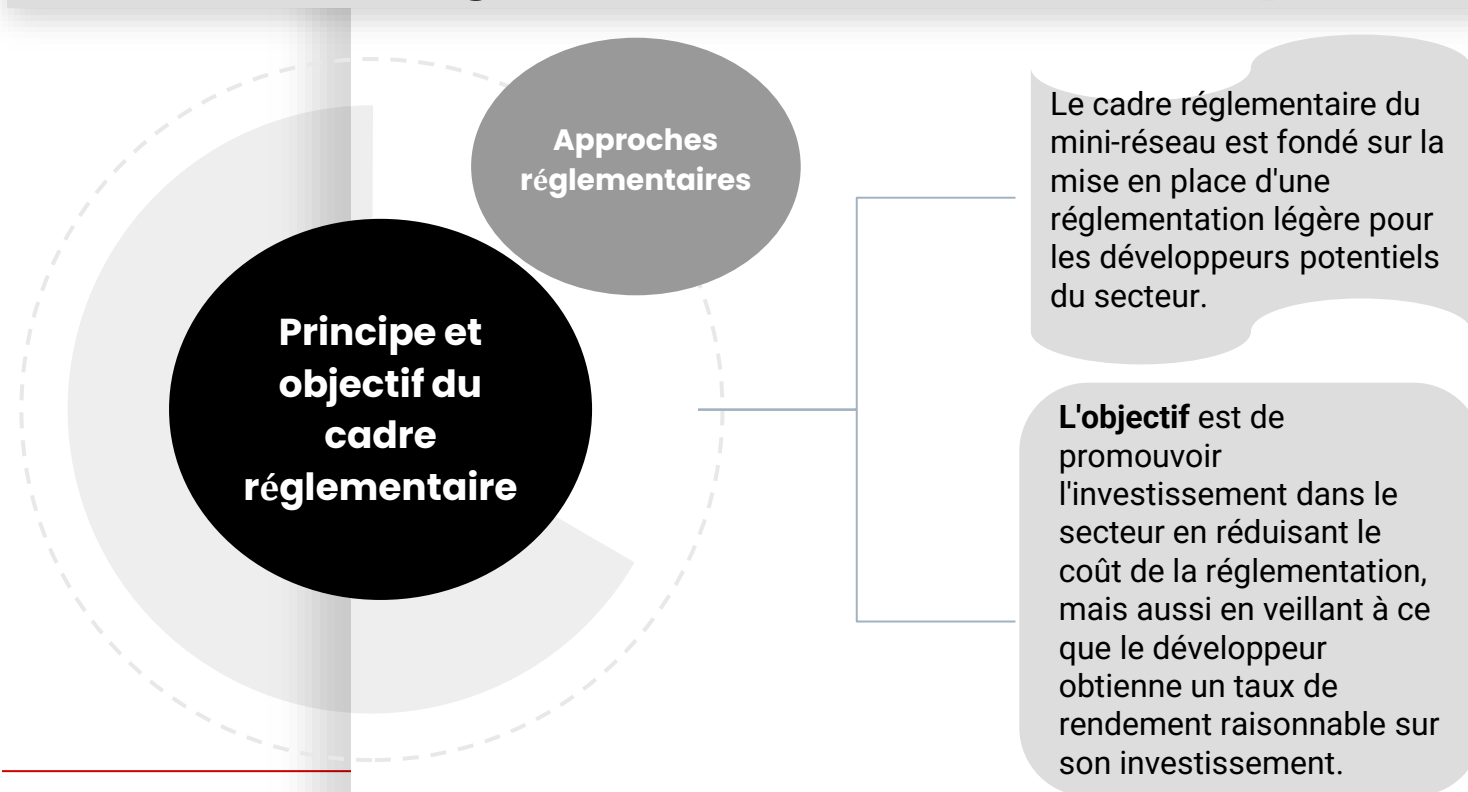 Approches
réglementaires
Principe et
objectif du
cadre
réglementaire
Le cadre réglementaire du
mini-réseau est fondé sur la
mise en place d'une
réglementation légère pour
les développeurs potentiels
du secteur.
L'objectif est de
promouvoir
l'investissement dans le
secteur en réduisant le
coût de la réglementation,
mais aussi en veillant à ce
que le développeur
obtienne un taux de
rendement raisonnable sur
son investissement.